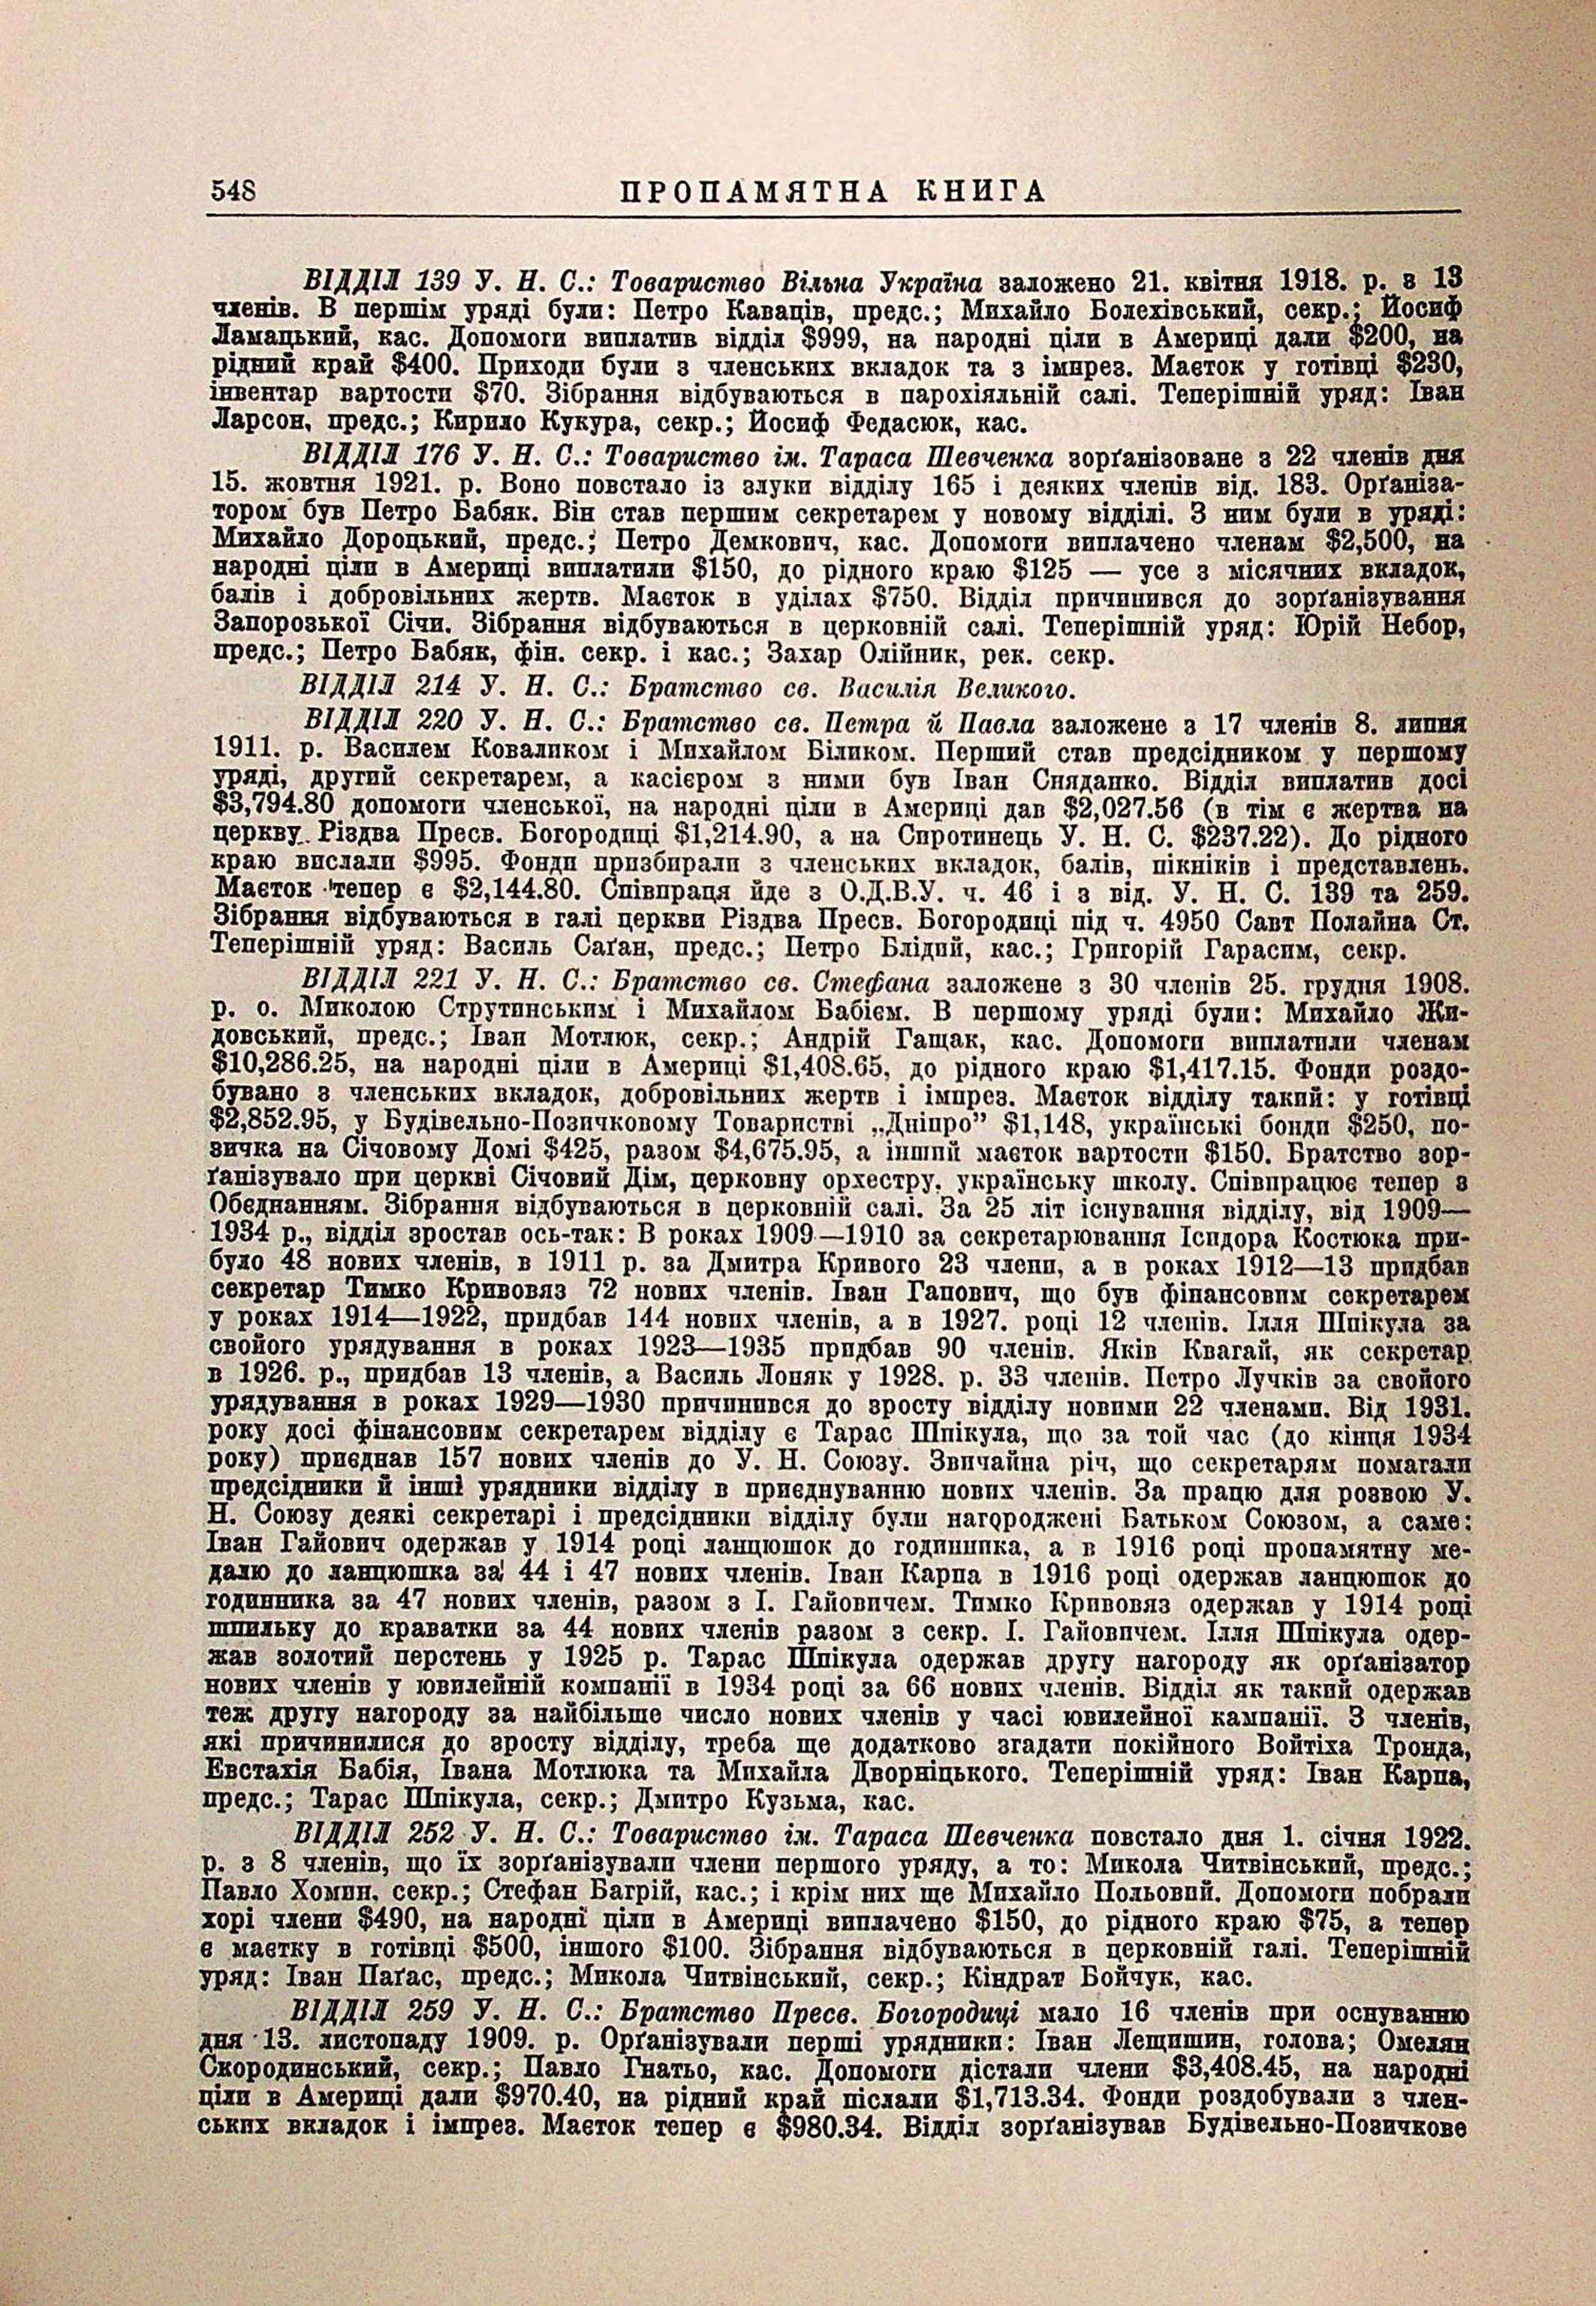 548
ПРОПАМЯТНА КНИГА
ВІДДІЛ 139 У. Н. С.: Товариство Вільна Україна заложено 21. квітня 1918. р. з 13
членів. В першім уряді були: Петро Каваців, предс.; Михайло Болехівський, секр.; Йосиф
Ламацький, кас. Допомоги виплатив відділ $999, на народні ціли в Америці дали $200, на
рідний край $400. Приходи були з членських вкладок та з імпрез. Маєток у готівці $230,
інвентар вартости $70. Зібрання відбуваються в парохіяльній салі. Теперішній уряд: Іван
Ларсон, предс.; Кирило Кукура, секр.; Йосиф Федасюк, кас.
ВІДДІЛ 176 У. Н. С.: Товариство ім. Тараса Шевченка зорґанізоване з 22 членів дня
15. жовтня 1921. р. Воно повстало із злуки відділу 165 і деяких членів від. 183. Орґаніза-
тором був Петро Бабяк. Він став першим секретарем у новому відділі. З ним були в уряді:
Михайло Дороцький, предс.; Петро Демкович, кас. Допомоги виплачено членам $2,500, на
народні ціли в Америці виплатили $150, до рідного краю $125 — усе з місячних вкладок,
балів і добровільних жертв. Маєток в уділах $750. Відділ причинився до зорґанізування
Запорозької Січи. Зібрання відбуваються в церковній салі. Теперішній уряд: Юрій Небор,
предс.; Петро Бабяк, фін. секр. і кас.; Захар Олійник, рек. секр.
ВІДДІЛ 214 У. Н. С.: Братство св. Василія Великого.
ВІДДІЛ 220 У. Н. С.: Братство св. Петра й Павла заложене з 17 членів 8. липня
1911. р. Василем Коваликом і Михайлом Біликом. Перший став предсідником у першому
уряді, другий секретарем, а касієром з ними був Іван Сняданко. Відділ виплатив досі
$3,794.80 допомоги членської, на народні ціли в Америці дав $2,027.56 (в тім є жертва на
церкву Різдва Пресв. Богородиці $1,214.90, а на Спротинець У. Н. С. $237.22). До рідного
краю вислали $995. Фонди призбирали з членських вкладок, балів, пікніків і представлень.
Маєток тепер є $2,144.80. Співпраця йде з О.Д.В.У. ч. 46 і з від. У. Н. С. 139 та 259.
Зібрання відбуваються в галі церкви Різдва Пресв. Богородиці під ч. 4950 Савт Полайна Ст.
Теперішній уряд: Василь Саґан, предс.; Петро Блідий, кас.; Григорій Гарасим, секр.
ВІДДІЛ 221 У. Н. С.: Братство св. Стефана заложене з 30 членів 25. грудня 1908.
р. о. Миколою Струтинським і Михайлом Бабієм. В першому уряді були: Михайло Жи-
довський, предс.; Іван Мотлюк, секр.; Андрій Гащак, кас. Допомоги виплатили членам
$10,286.25, на народні ціли в Америці $1,408.65, до рідного краю $1,417.15. Фонди роздо-
бувано з членських вкладок, добровільних жертв і імпрез. Маєток відділу такий: у готівці
$2,852.95, у Будівельно-Позичковому Товаристві „Дніпро” $1,148, українські бонди $250, по-
зичка на Січовому Домі $425, разом $4,675.95, а інший маєток вартости $150. Братство зор-
ґанізувало при церкві Січовий Дім, церковну орхестру, українську школу. Співпрацює тепер з
Обєднанням. Зібрання відбуваються в церковній салі. За 25 літ існування відділу, від 1909—
1934 р., відділ зростав ось-так: В роках 1909—1910 за секретарювання Ісидора Костюка при-
було 48 нових членів, в 1911 р. за Дмитра Кривого 23 члени, а в роках 1912—13 придбав
секретар Тимко Кривовяз 72 нових членів. Іван Гапович, що був фінансовим секретарем
у роках 1914—1922, придбав 144 нових членів, а в 1927. році 12 членів. Ілля Шпікула за
свойого урядування в роках 1923—1935 придбав 90 членів. Яків Квагай, як секретар
в 1926. р., придбав 13 членів, а Василь Лоняк у 1928. р. 33 членів. Петро Лучків за свойого
урядування в роках 1929—1930 причинився до зросту відділу новими 22 членами. Від 1931.
року досі фінансовим секретарем відділу є Тарас Шпікула, що за той час (до кінця 1934
року) приєднав 157 нових членів до У. Н. Союзу. Звичайна річ, що секретарям помагали
предсідники й інші урядники відділу в приєднуванню нових членів. За працю для розвою У.
Н. Союзу деякі секретарі і предсідники відділу були нагороджені Батьком Союзом, а саме:
Іван Гайович одержав у 1914 році ланцюшок до годинника, а в 1916 році пропамятну ме-
далю до ланцюшка за 44 і 47 нових членів. Іван Карпа в 1916 році одержав ланцюшок до
годинника за 47 нових членів, разом з І. Гайовичем. Тимко Кривовяз одержав у 1914 році
шпильку до краватки за 44 нових членів разом з секр. І. Гайовичем. Ілля Шпікула одер-
жав золотий перстень у 1925 р. Тарас Шпікула одержав другу нагороду як орґанізатор
нових членів у ювилейній компанії в 1934 році за 66 нових членів. Відділ як такий одержав
теж другу нагороду за найбільше число нових членів у часі ювилейної кампанії. З членів,
які причинилися до зросту відділу, треба ще додатково згадати покійного Войтіха Тронда,
Евстахія Бабія, Івана Мотлюка та Михайла Дворніцького. Теперішній уряд: Іван Карпа,
предс.; Тарас Шпікула, секр.; Дмитро Кузьма, кас.
ВІДДІЛ 252 У. Н. С.: Товариство ім. Тараса Шевченка повстало дня 1. січня 1922.
р. з 8 членів, що їх зорґанізували члени першого уряду, а то: Микола Читвінський, предс.;
Павло Хомин, секр.; Стефан Багрій, кас.; і крім них ще Михайло Польовий. Допомоги побрали
хорі члени $490, на народні ціли в Америці виплачено $150, до рідного краю $75, а тепер
є маєтку в готівці $500, іншого $100. Зібрання відбуваються в церковній галі. Теперішній
уряд: Іван Паґас, предс.; Микола Читвінський, секр.; Кіндрат Бойчук, кас.
ВІДДІЛ 259 У. Н. С.: Братство Пресв. Богородиці мало 16 членів при оснуванню
дня 13. листопаду 1909. р. Орґанізували перші урядники: Іван Лещишин, голова; Омелян
Скородинський, секр.; Павло Гнатьо, кас. Допомоги дістали члени $3,408.45, на народні
ціли в Америці дали $970.40, на рідний край післали $1,713.34. Фонди роздобували з член-
ських вкладок і імпрез. Маєток тепер є $980.34. Відділ зорґанізував Будівельно-Позичкове